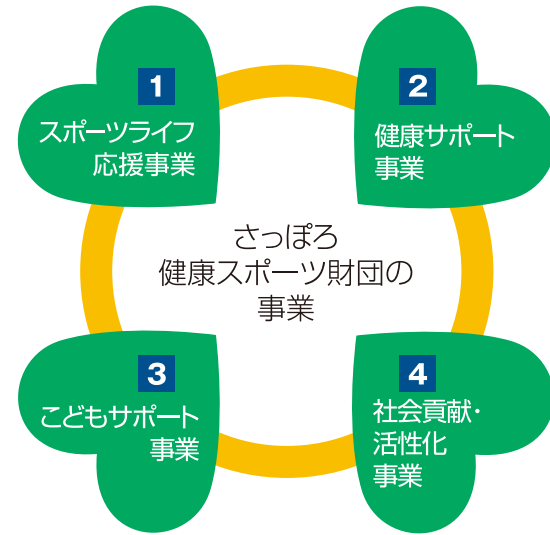 1
スポーツライフ
応援事業
2
健康サポート
事業
さっぽろ
健康スポーツ財団の
事業
3
こどもサポート
事業
4
社会貢献・
活性化
事業